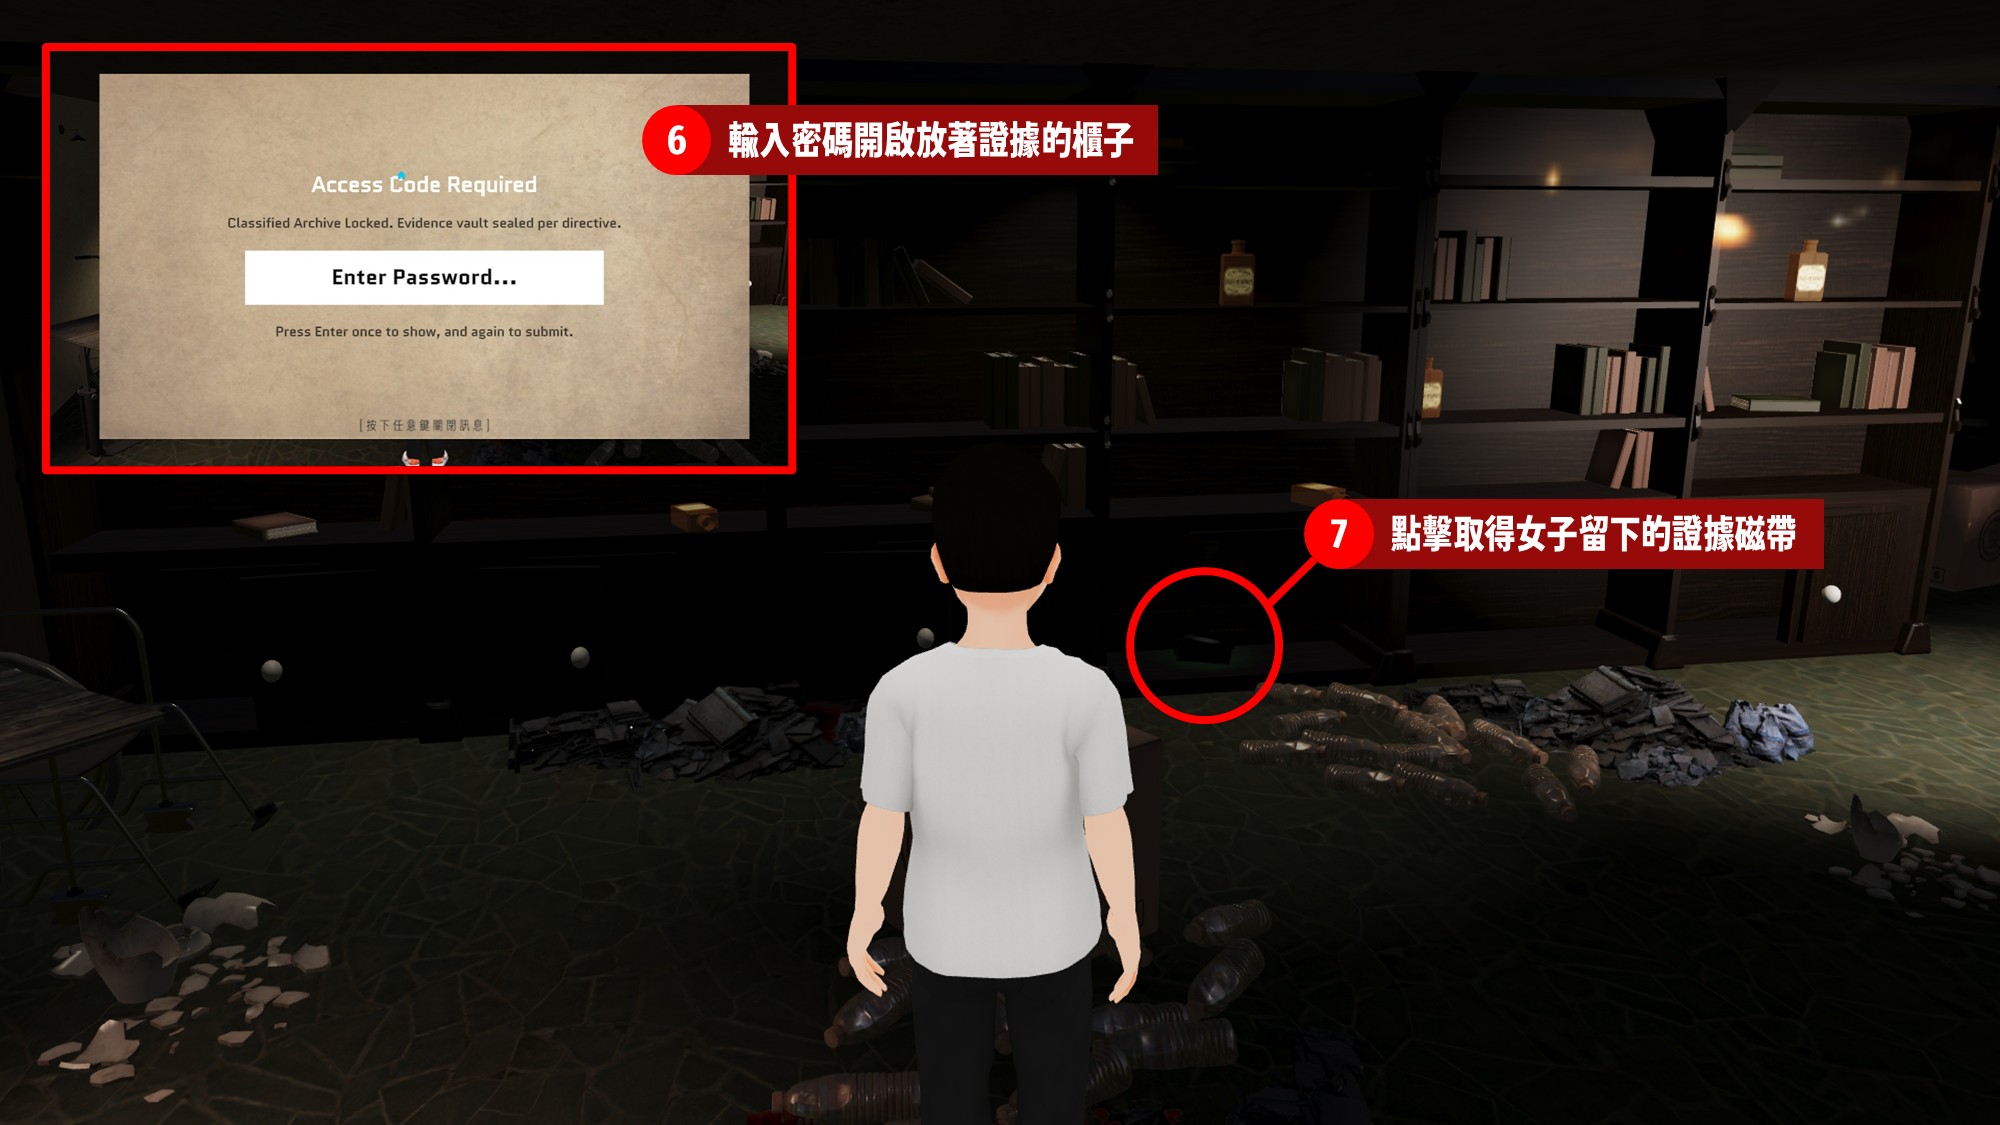 6 輸入密碼開啟放著證據的櫃子
Access Code Required
Classified Archive Locked. Evidence vault sealed per directive.
Enter Password...
Press Enter once to show, and again to submit.
[按下任意鍵關閉訊息]
7 點擊取得女子留下的證據磁帶